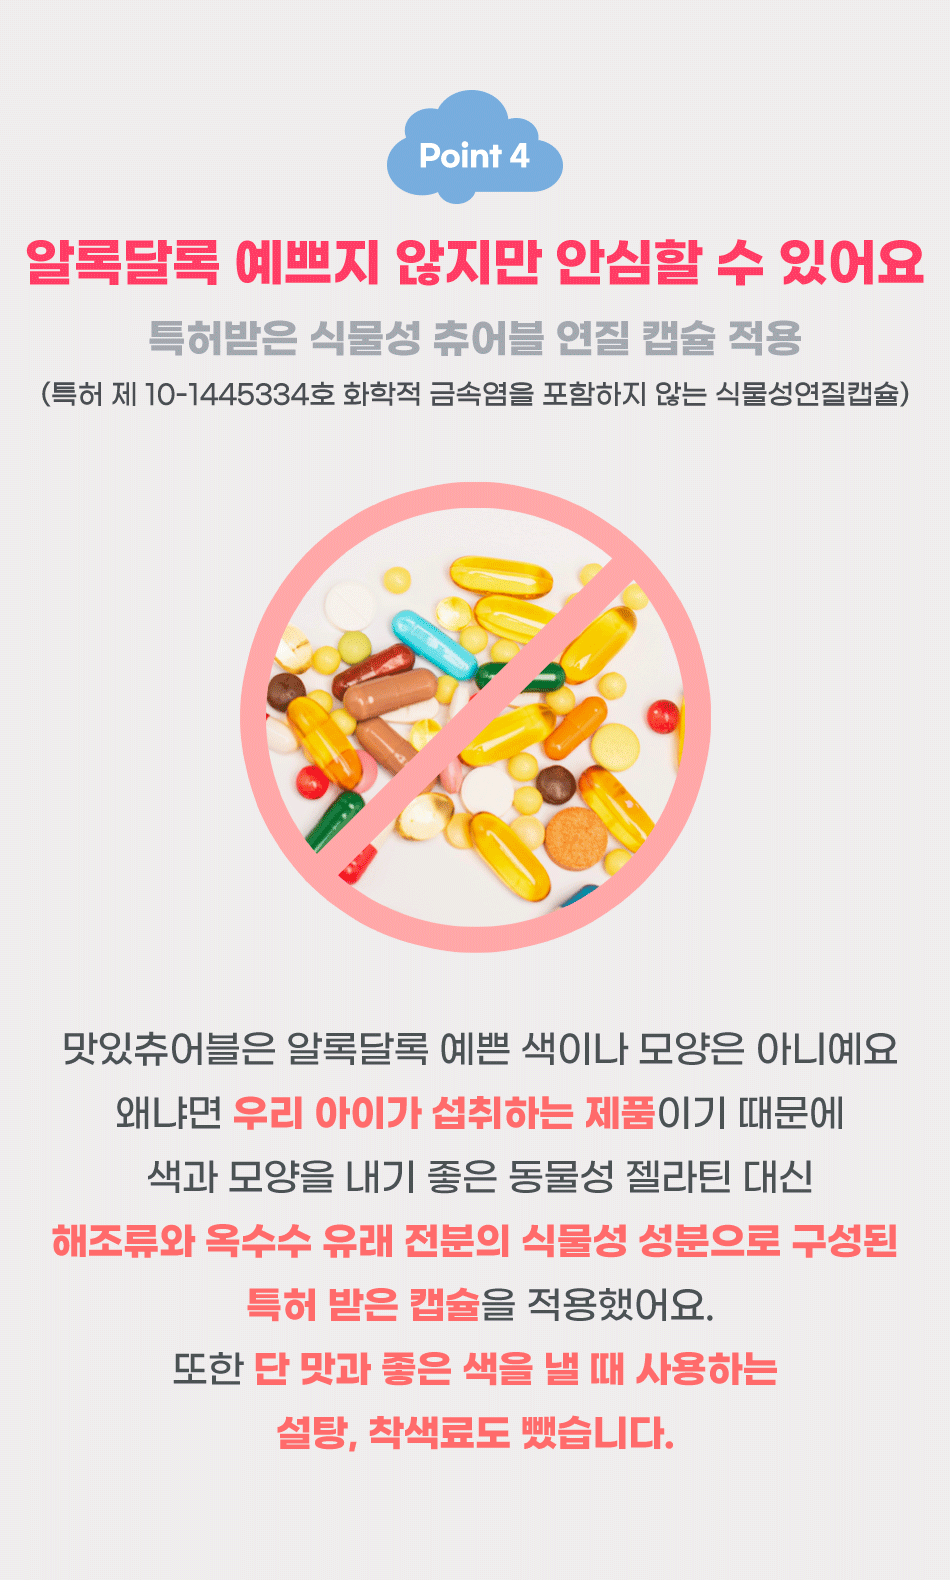 Point 4
알록달록 예쁘지 않지만 안심할 수 있어요
특허받은 식물성 츄어블 연질 캡슐 적용
(특허 제 10-1445334호 화학적 금속염을 포함하지 않는 식물성연질캡슐)
맛있츄어블은 알록달록 예쁜 색이나 모양은 아니예요
왜냐면 우리 아이가 섭취하는 제품이기 때문에
색과 모양을 내기 좋은 동물성 젤라틴 대신
해조류와 옥수수 유래 전분의 식물성 성분으로 구성된
특허 받은 캡슐을 적용했어요.
또한 단 맛과 좋은 색을 낼 때 사용하는
설탕, 착색료도 뺐습니다.